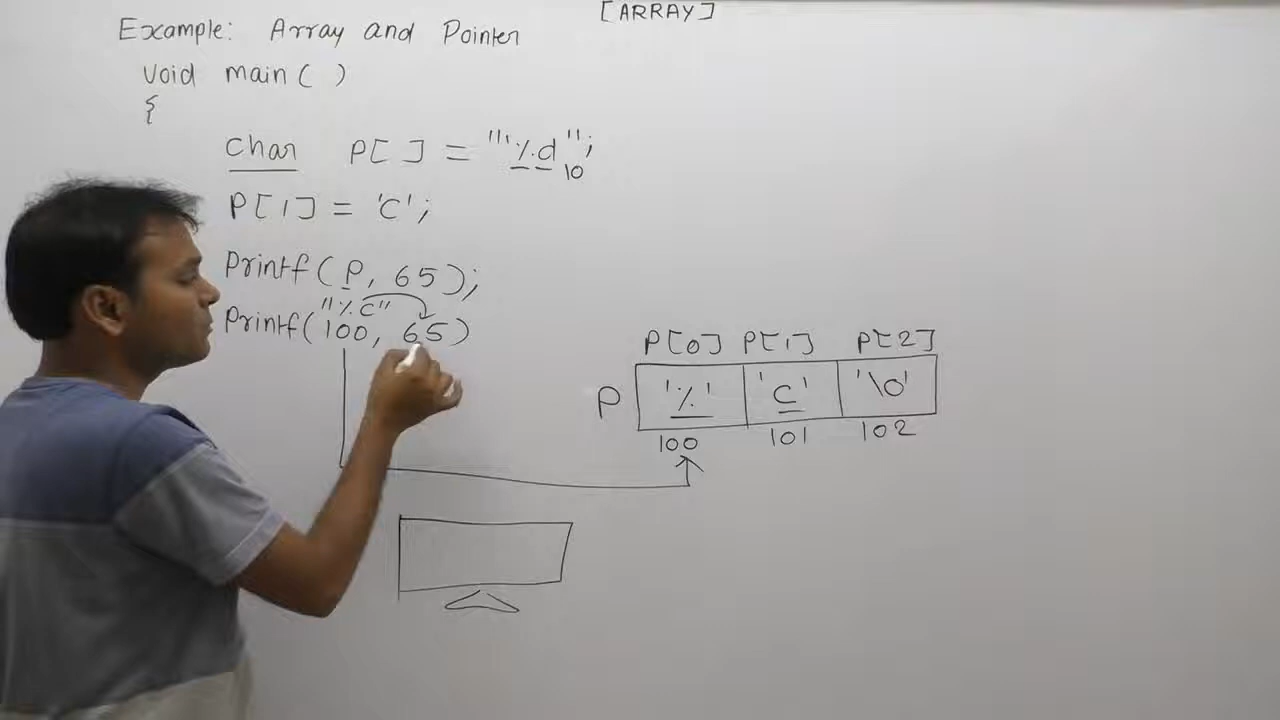 [ARRAY]
Example: Array and Pointer
void main( )
{
char P[ ] = "'%d";
10
P[1] = 'c';
Printf(P, 65);
"%c"
Printf(100, 65)
P[0] P[1] P[2]
P '%' 'c' '\0'
100 101 102